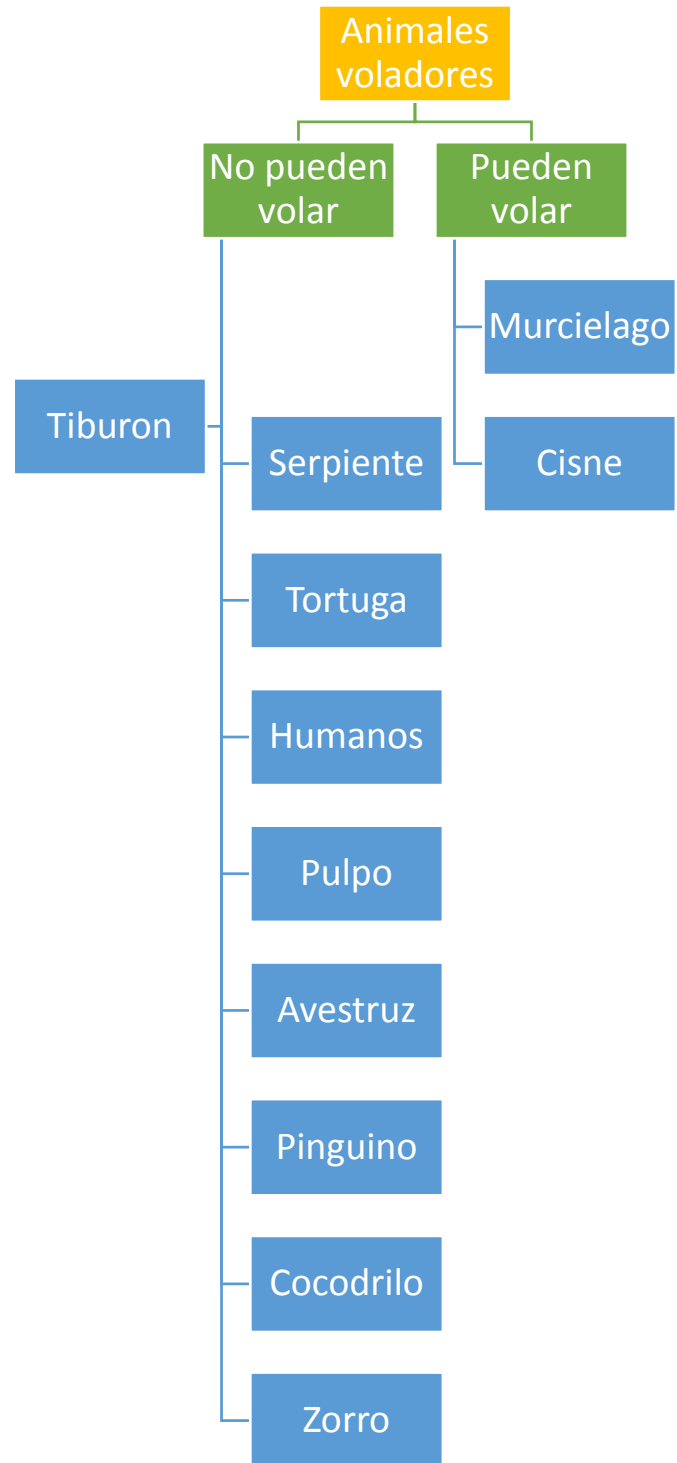 Animales
voladores
No pueden
volar
Pueden
volar
Murcielago
Tiburon
Serpiente
Cisne
Tortuga
Humanos
Pulpo
Avestruz
Pinguino
Cocodrilo
Zorro